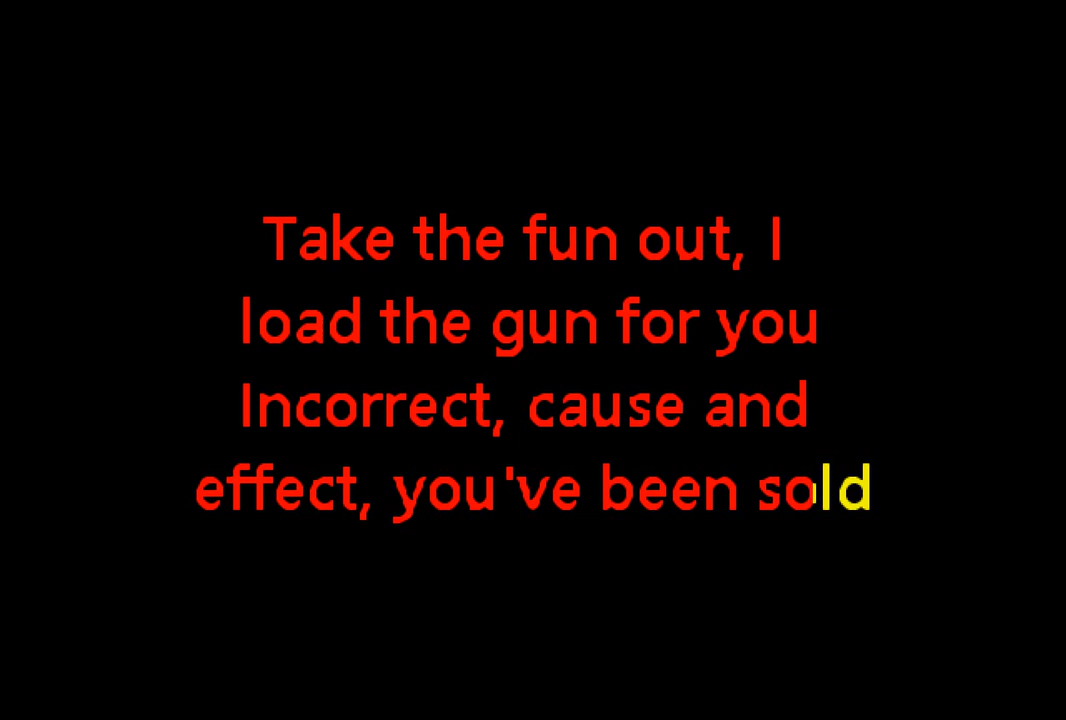 Take the fun out, I
load the gun for you
Incorrect, cause and
effect, you've been sold